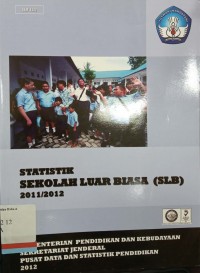 STATISTIK
SEKOLAH LUAR BIASA (SLB)
2011/2012
KEMENTERIAN PENDIDIKAN DAN KEBUDAYAAN
SEKRETARIAT JENDERAL
PUSAT DATA DAN STATISTIK PENDIDIKAN
2012